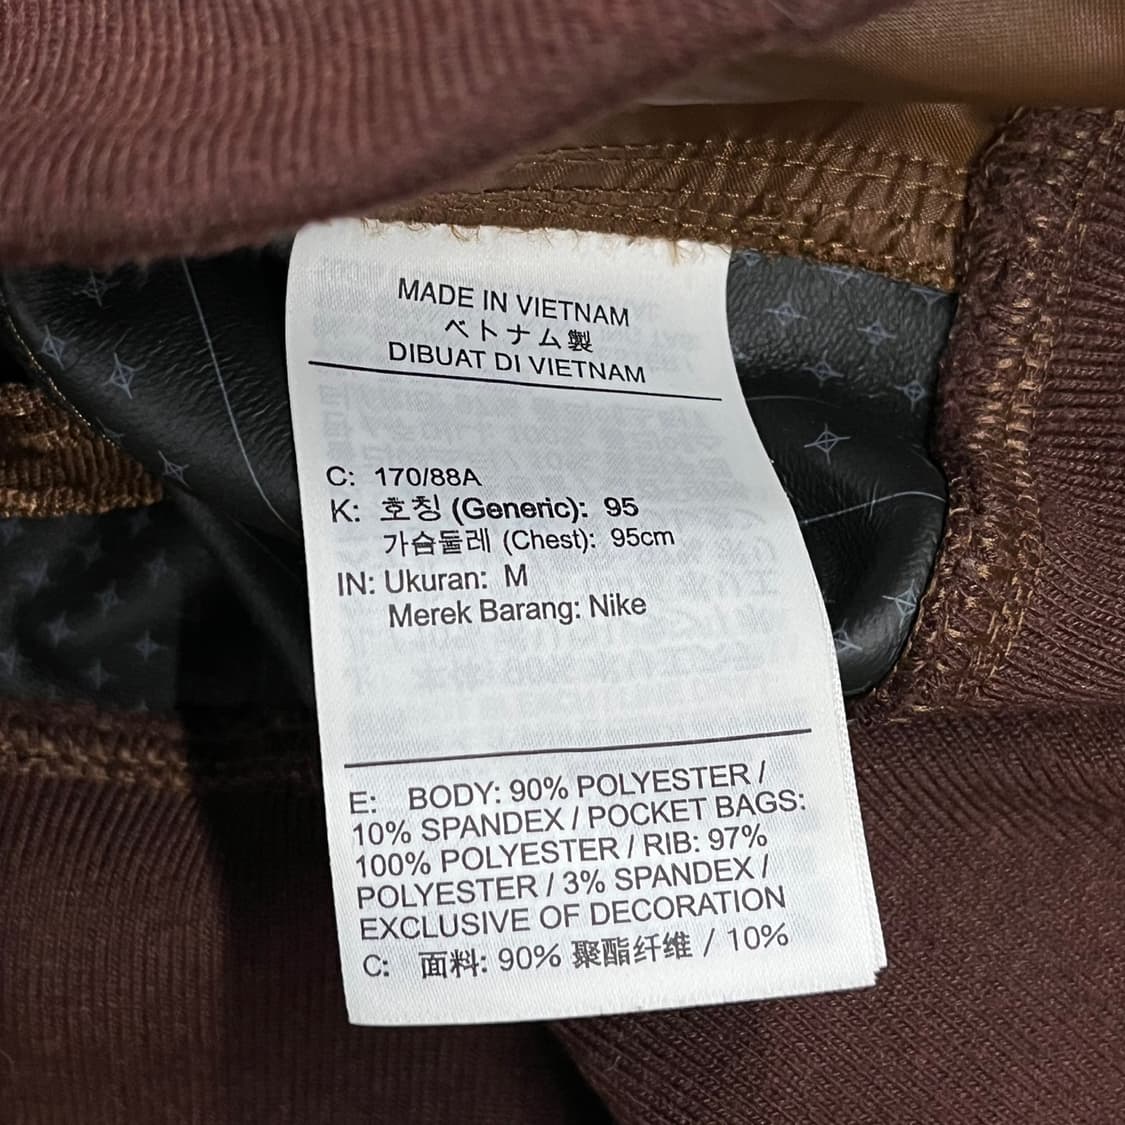 MADE IN VIETNAM
ベトナム製
DIBUAT DI VIETNAM
C: 170/88A
K: 호칭 (Generic): 95
가슴둘레 (Chest): 95cm
IN: Ukuran: M
Merek Barang: Nike
E: BODY: 90% POLYESTER /
10% SPANDEX / POCKET BAGS:
100% POLYESTER / RIB: 97%
POLYESTER / 3% SPANDEX /
EXCLUSIVE OF DECORATION
C: 面料: 90% 聚酯纤维 / 10%